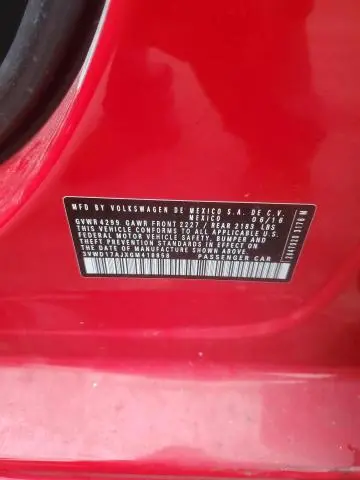 MFD BY VOLKSWAGEN DE MEXICO S.A. DE C.V.
MEXICO 06/16
GVWR 4299 GAWR FRONT 2227 / REAR 2183 LBS
THIS VEHICLE CONFORMS TO ALL APPLICABLE
FEDERAL MOTOR VEHICLE SAFETY, BUMPER AND
THEFT PREVENTION STANDARDS IN EFFECT ON
THE DATE OF MANUFACTURE SHOWN ABOVE.
3VWD17AJXGM418958 PASSENGER CAR